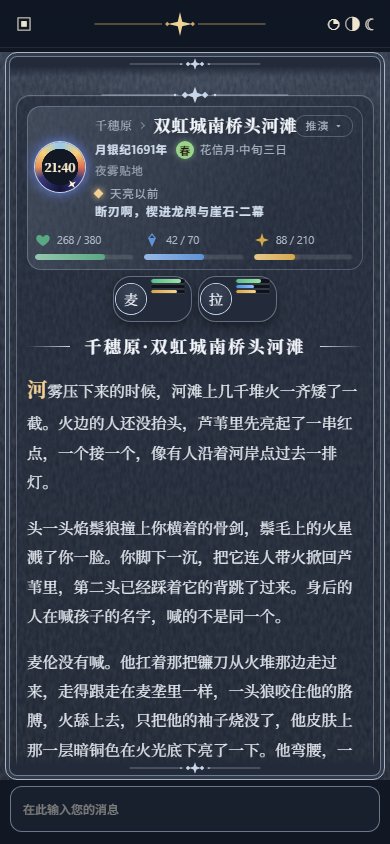 千穗原 > 双虹城南桥头河滩 推演
21:40
月银纪1691年 春 花信月·中旬三日
夜雾贴地
天亮以前
断刃啊，楔进龙颅与崖石·二幕
268 / 380 42 / 70 88 / 210
麦 拉
千穗原·双虹城南桥头河滩
河雾压下来的时候，河滩上几千堆火一齐矮了一
截。火边的人还没抬头，芦苇里先亮起了一串红
点，一个接一个，像有人沿着河岸点过去一排
灯。
头一头焰鬃狼撞上你横着的骨剑，鬃毛上的火星
溅了你一脸。你脚下一沉，把它连人带火掀回芦
苇里，第二头已经踩着它的背跳了过来。身后的
人在喊孩子的名字，喊的不是同一个。
麦伦没有喊。他扛着那把镰刀从火堆那边走过
来，走得跟走在麦垄里一样，一头狼咬住他的胳
膊，火舔上去，只把他的袖子烧没了，他皮肤上
那一层暗铜色在火光底下亮了一下。他弯腰，一
在此输入您的消息